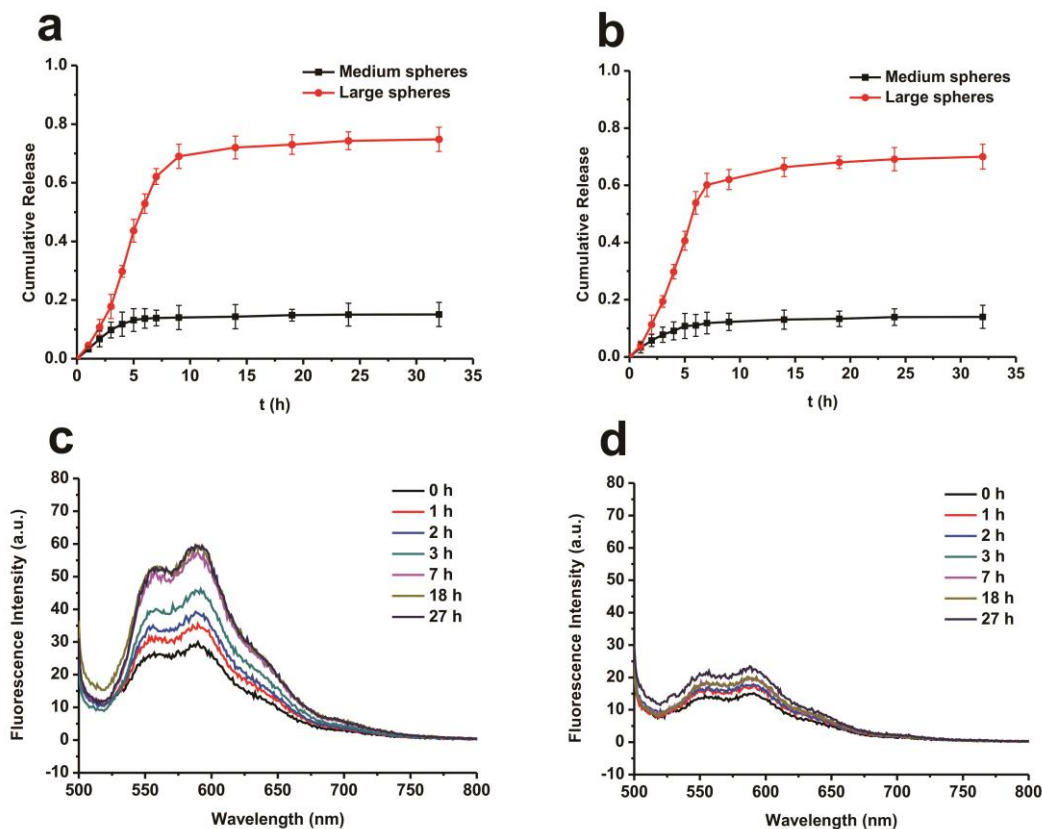 a
1.0
0.8
0.6
0.4
0.2
0.0
Cumulative Release
Medium spheres
Large spheres
0 5 10 15 20 25 30 35
t (h)
b
1.0
0.8
0.6
0.4
0.2
0.0
Cumulative Release
Medium spheres
Large spheres
0 5 10 15 20 25 30 35
t (h)
c
80
70
60
50
40
30
20
10
0
-10
Fluorescence Intensity (a.u.)
0 h
1 h
2 h
3 h
7 h
18 h
27 h
500 550 600 650 700 750 800
Wavelength (nm)
d
80
70
60
50
40
30
20
10
0
-10
Fluorescence Intensity (a.u.)
0 h
1 h
2 h
3 h
7 h
18 h
27 h
500 550 600 650 700 750 800
Wavelength (nm)